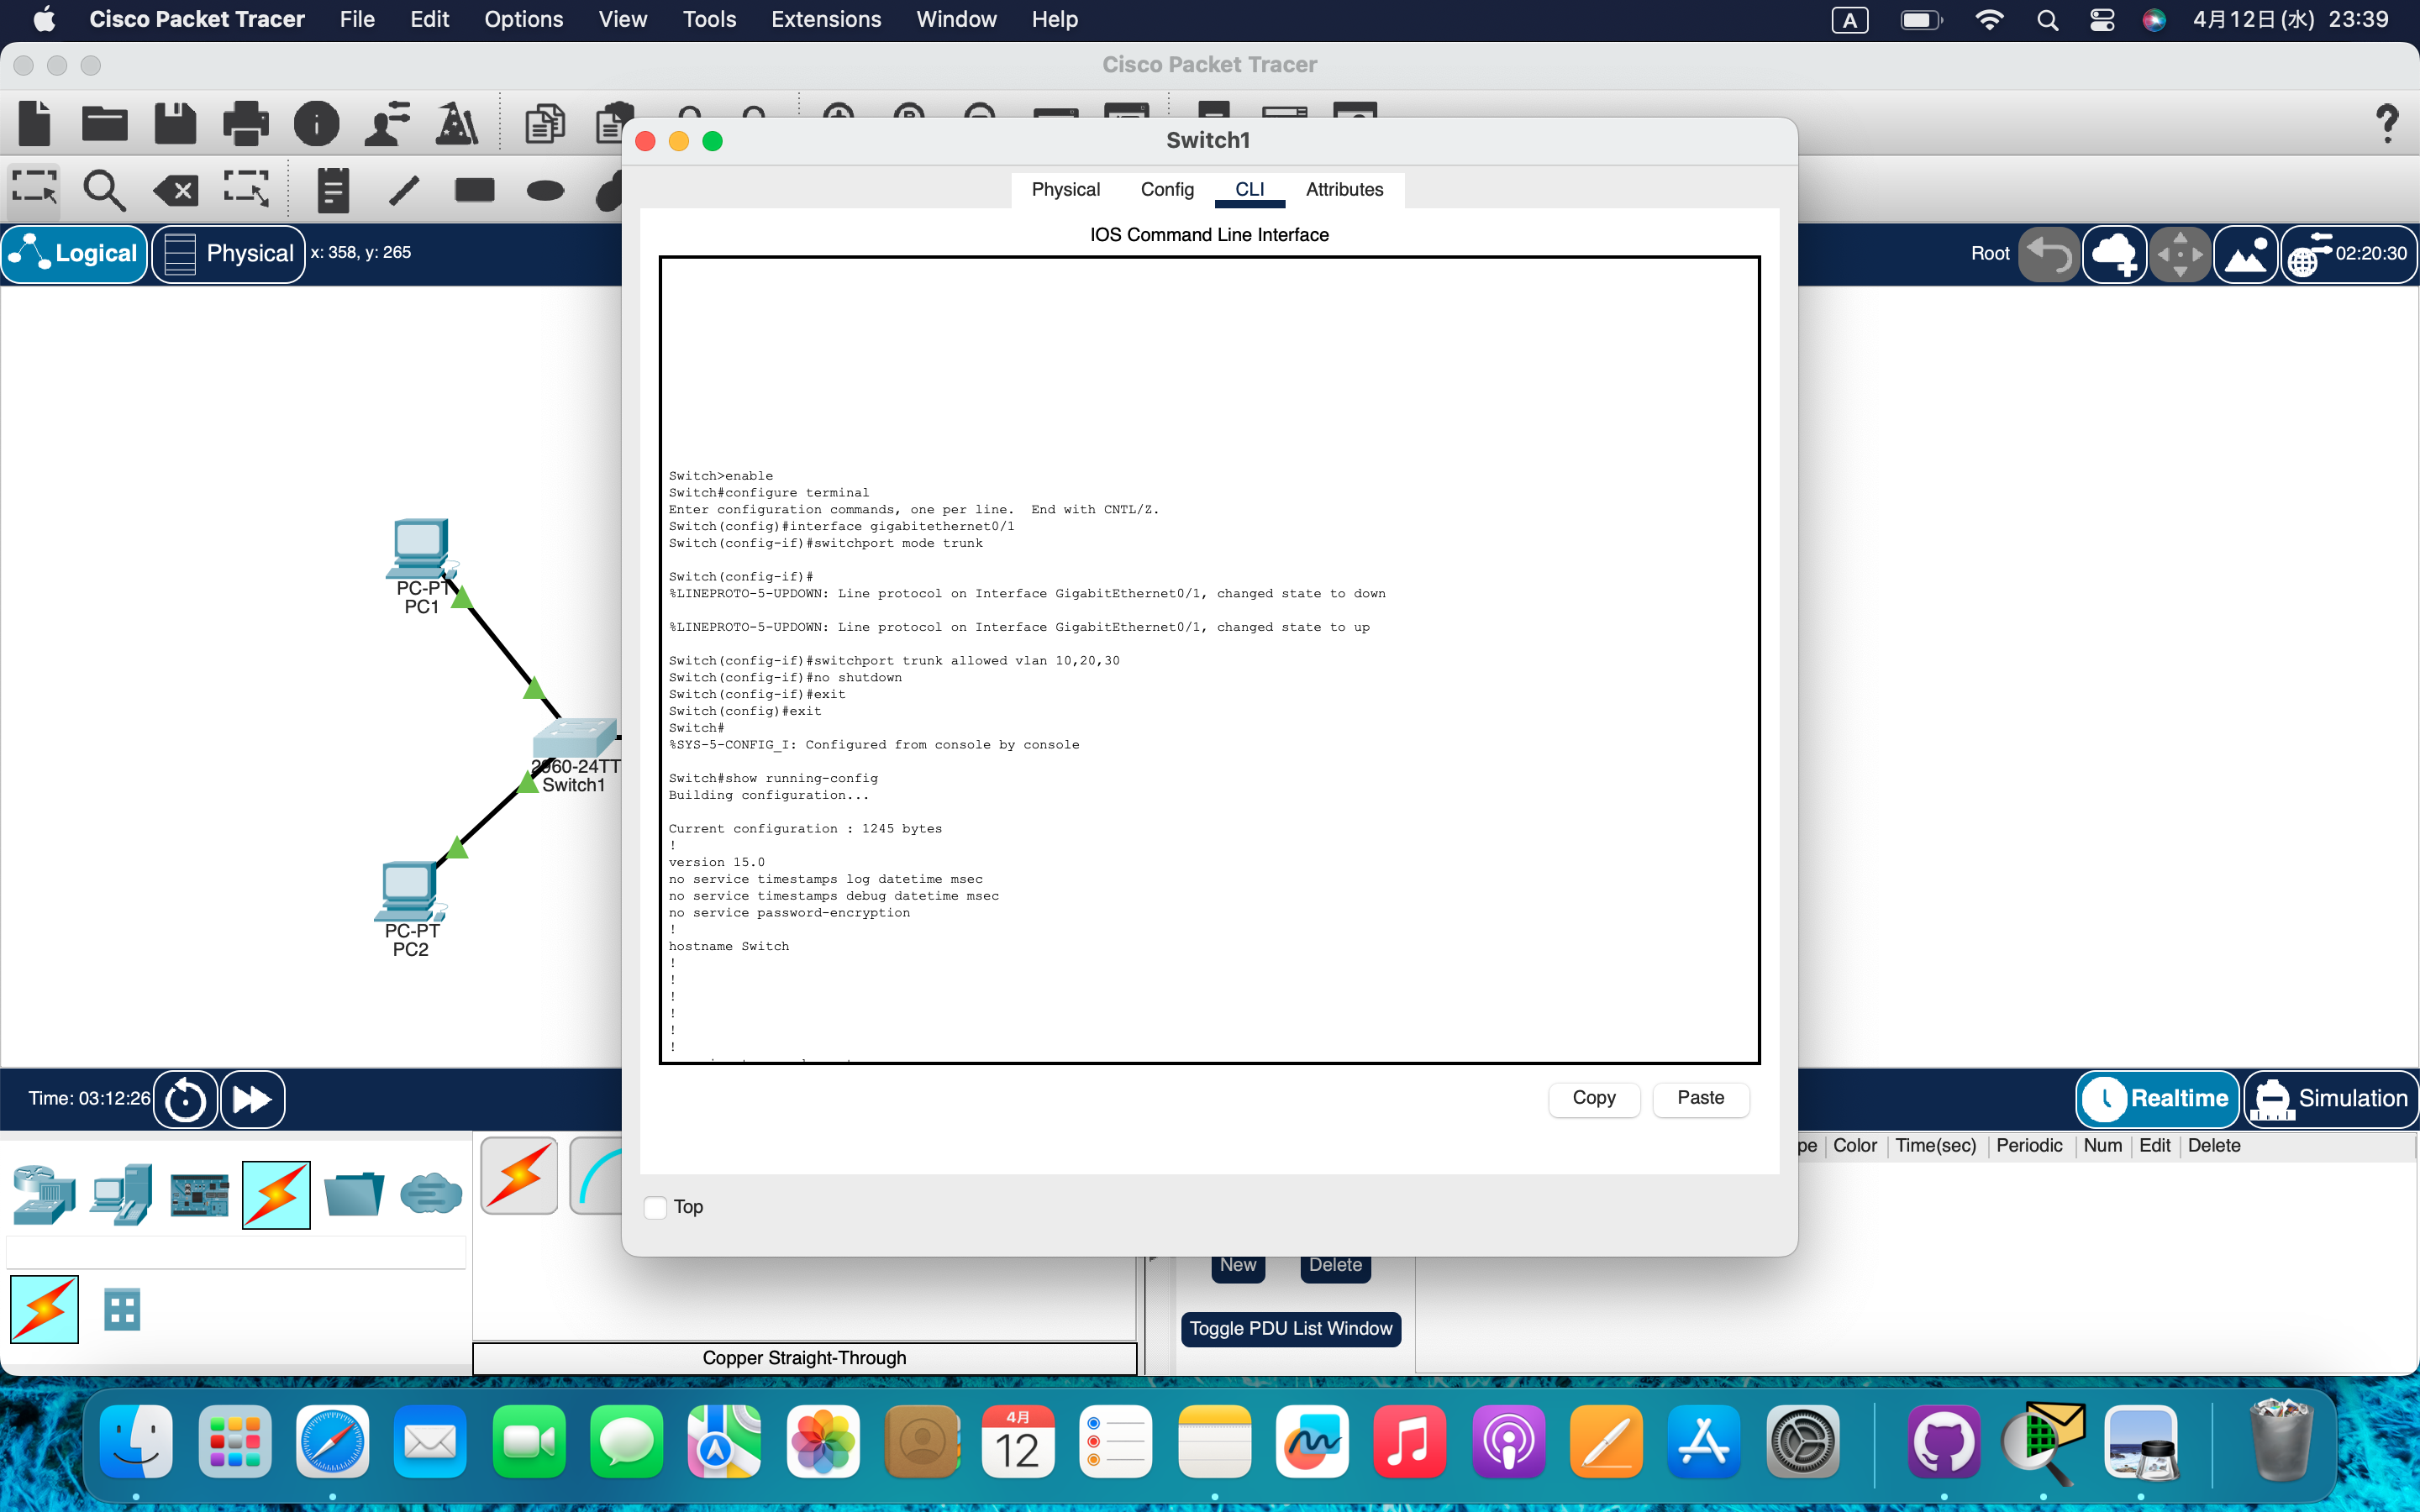 Cisco Packet Tracer File Edit Options View Tools Extensions Window Help A 4月12日(水) 23:39
Cisco Packet Tracer
Switch1
Physical Config CLI Attributes
IOS Command Line Interface
Logical Physical x: 358, y: 265 Root 02:20:30
Switch>enable
Switch#configure terminal
Enter configuration commands, one per line.  End with CNTL/Z.
Switch(config)#interface gigabitethernet0/1
Switch(config-if)#switchport mode trunk
Switch(config-if)#
%LINEPROTO-5-UPDOWN: Line protocol on Interface GigabitEthernet0/1, changed state to down
%LINEPROTO-5-UPDOWN: Line protocol on Interface GigabitEthernet0/1, changed state to up
Switch(config-if)#switchport trunk allowed vlan 10,20,30
Switch(config-if)#no shutdown
Switch(config-if)#exit
Switch(config)#exit
Switch#
%SYS-5-CONFIG_I: Configured from console by console
Switch#show running-config
Building configuration...
Current configuration : 1245 bytes
!
version 15.0
no service timestamps log datetime msec
no service timestamps debug datetime msec
no service password-encryption
!
hostname Switch
!
!
!
!
!
!
PC-PT
PC1
2960-24TT
Switch1
PC-PT
PC2
Copy Paste
Top
Time: 03:12:26 Realtime Simulation
pe Color Time(sec) Periodic Num Edit Delete
New Delete
Toggle PDU List Window
Copper Straight-Through
4月
12